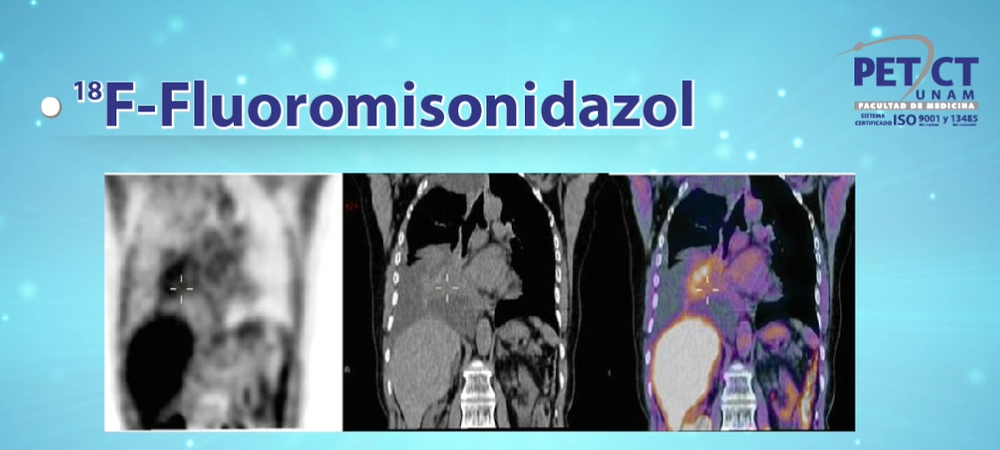 • ¹⁸F-Fluoromisonidazol
PET/CT
UNAM
FACULTAD DE MEDICINA
SISTEMA
CERTIFICADO ISO 9001 y 13485